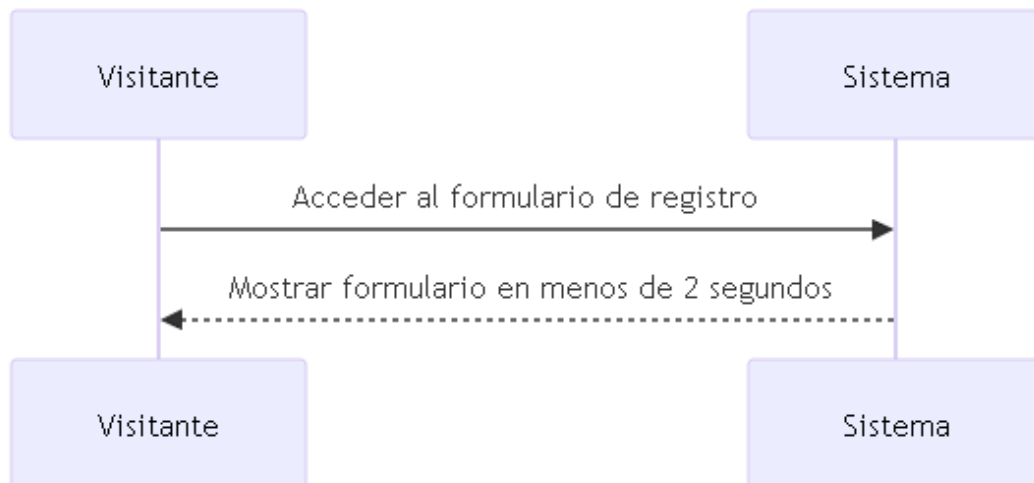 Visitante
Sistema
Acceder al formulario de registro
Mostrar formulario en menos de 2 segundos
Visitante
Sistema